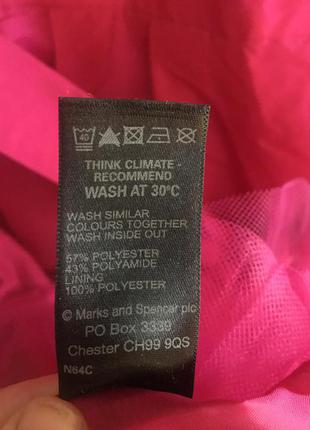 40
THINK CLIMATE -
RECOMMEND
WASH AT 30°C
WASH SIMILAR
COLOURS TOGETHER
WASH INSIDE OUT
57% POLYESTER
43% POLYAMIDE
LINING
100% POLYESTER
© Marks and Spencer plc
PO Box 3339
Chester CH99 9QS
N64C